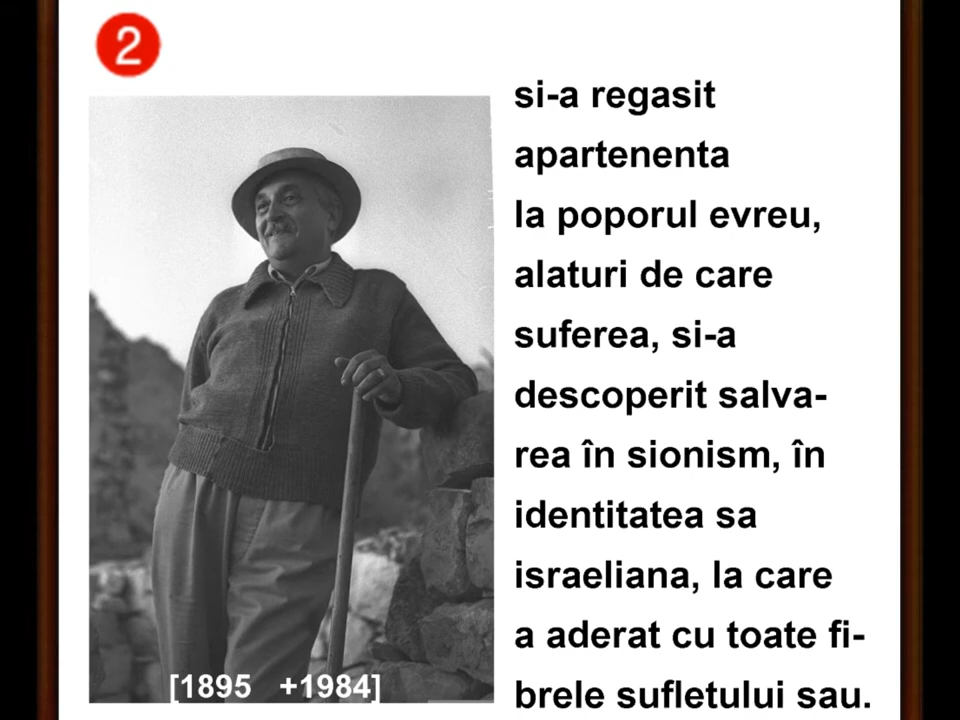 2
si-a regasit
apartenenta
la poporul evreu,
alaturi de care
suferea, si-a
descoperit salva-
rea în sionism, în
identitatea sa
israeliana, la care
a aderat cu toate fi-
brele sufletului sau.
[1895 +1984]